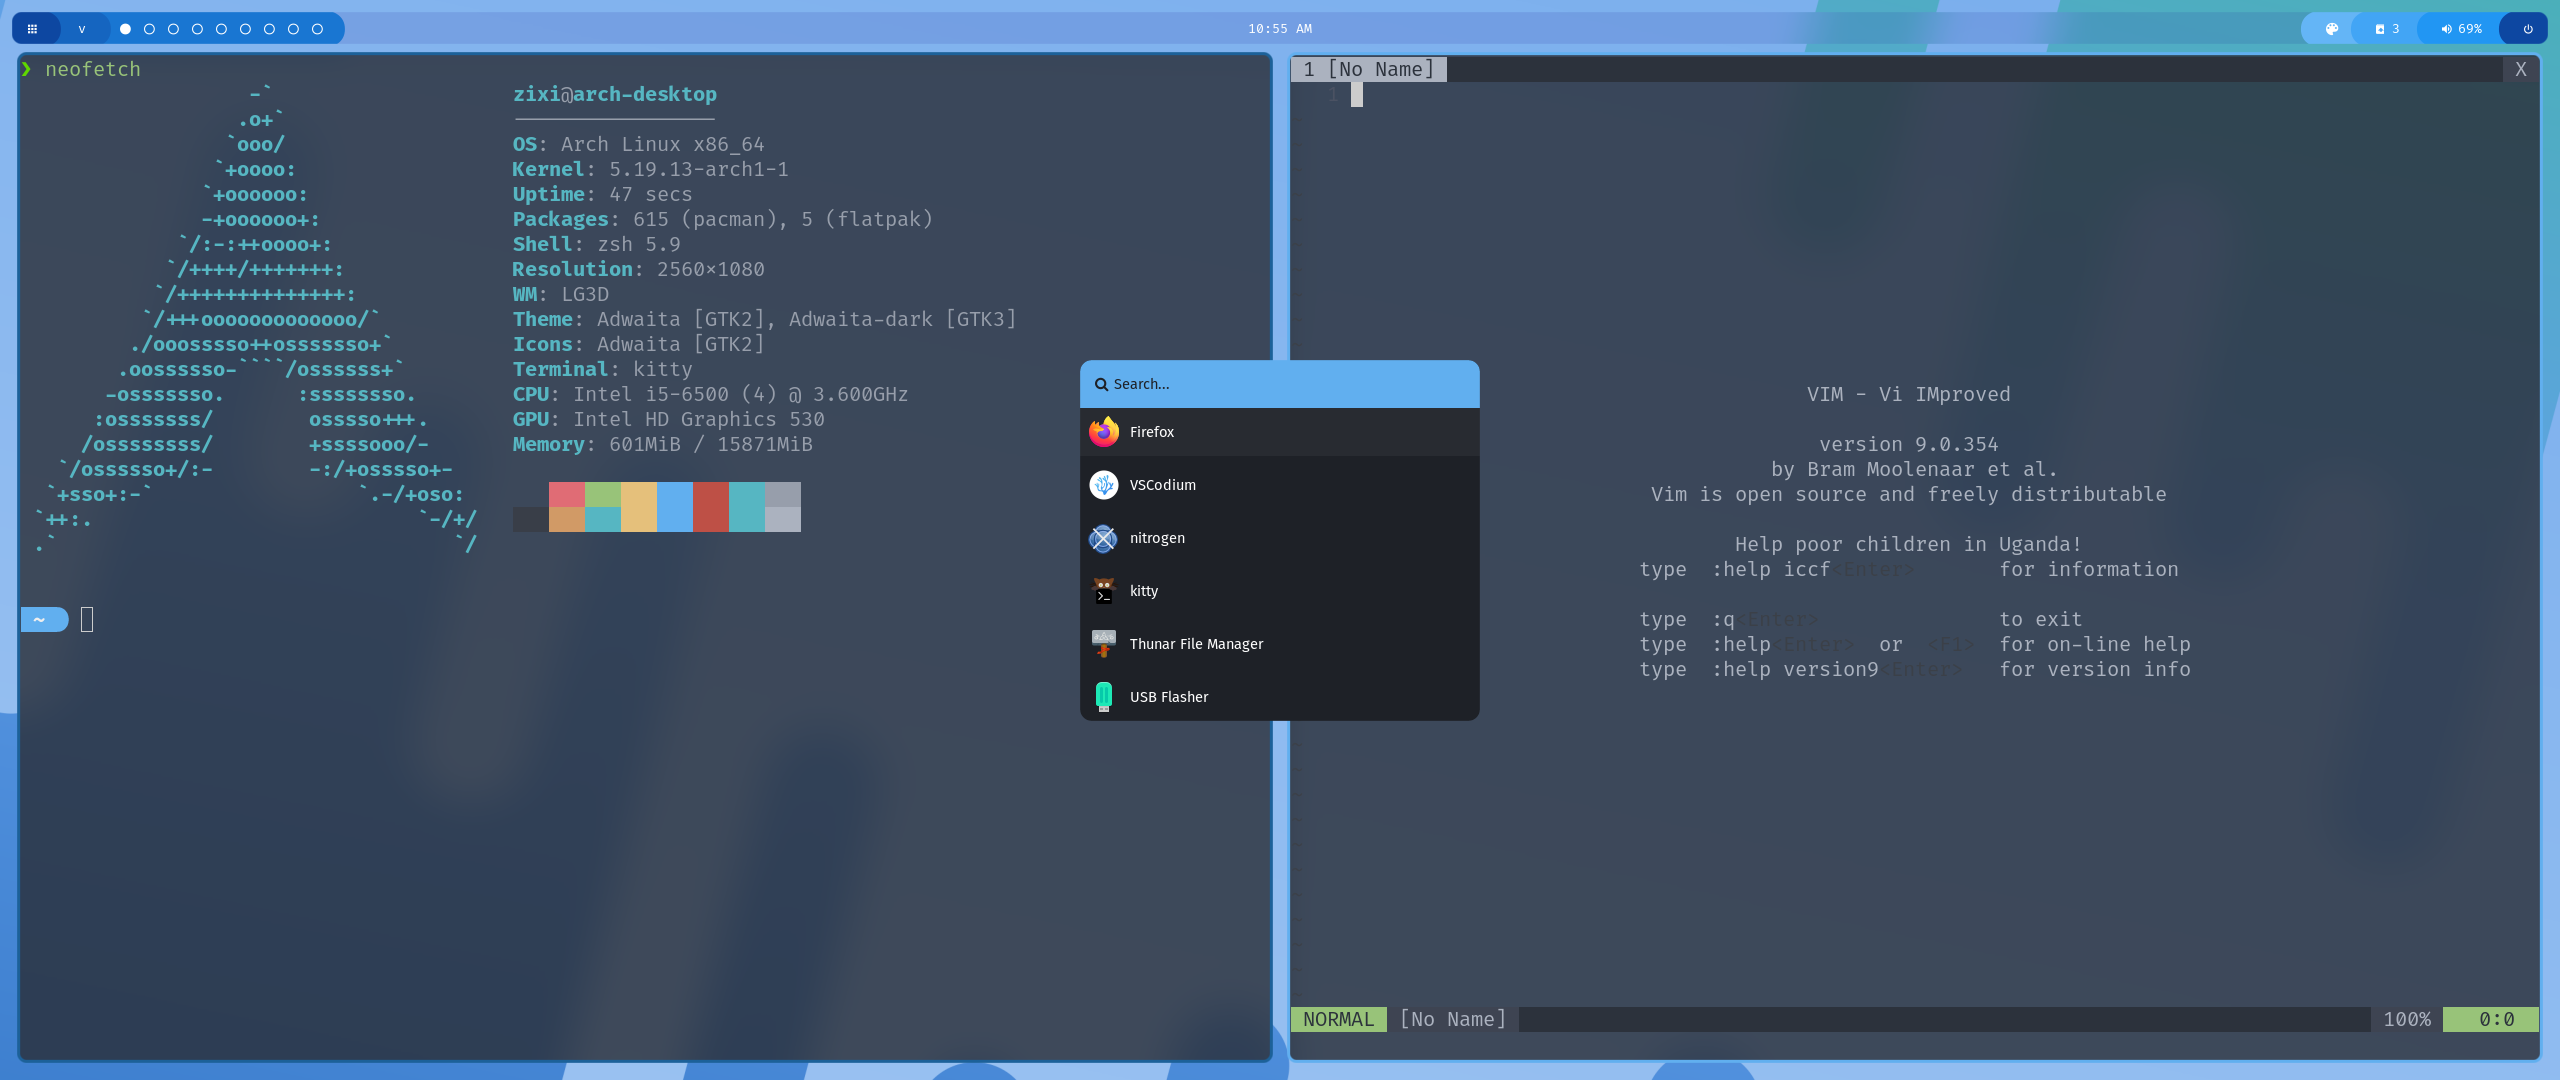 v
10:55 AM
3
69%
❯ neofetch
-`
.o+`
`ooo/
`+oooo:
`+oooooo:
-+oooooo+:
`/:-:++oooo+:
`/++++/+++++++:
`/++++++++++++++:
`/+++ooooooooooooo/`
./ooosssso++osssssso+`
.oossssso-````/ossssss+`
-osssssso.      :ssssssso.
:osssssss/        osssso+++.
/ossssssss/        +ssssooo/-
`/ossssso+/:-        -:/+osssso+-
`+sso+:-`                 `.-/+oso:
`++:.                           `-/+/
.`                                 `/
zixi@arch-desktop
-----------------
OS: Arch Linux x86_64
Kernel: 5.19.13-arch1-1
Uptime: 47 secs
Packages: 615 (pacman), 5 (flatpak)
Shell: zsh 5.9
Resolution: 2560×1080
WM: LG3D
Theme: Adwaita [GTK2], Adwaita-dark [GTK3]
Icons: Adwaita [GTK2]
Terminal: kitty
CPU: Intel i5-6500 (4) @ 3.600GHz
GPU: Intel HD Graphics 530
Memory: 601MiB / 15871MiB
~
Search...
Firefox
VSCodium
nitrogen
kitty
Thunar File Manager
USB Flasher
1 [No Name]
X
1
VIM - Vi IMproved
version 9.0.354
by Bram Moolenaar et al.
Vim is open source and freely distributable
Help poor children in Uganda!
type  :help iccf<Enter>       for information
type  :q<Enter>               to exit
type  :help<Enter>  or  <F1>  for on-line help
type  :help version9<Enter>   for version info
NORMAL  [No Name]
100%
0:0